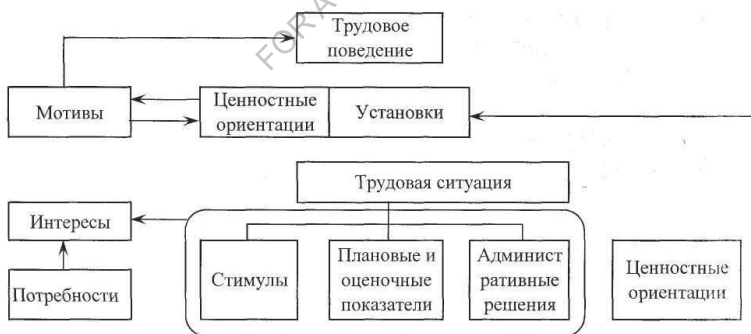 Трудовое
поведение
FOR A
Мотивы
Ценностные
ориентации
Установки
Трудовая ситуация
Интересы
Потребности
Стимулы
Плановые и
оценочные
показатели
Админист
ративные
решения
Ценностные
ориентации